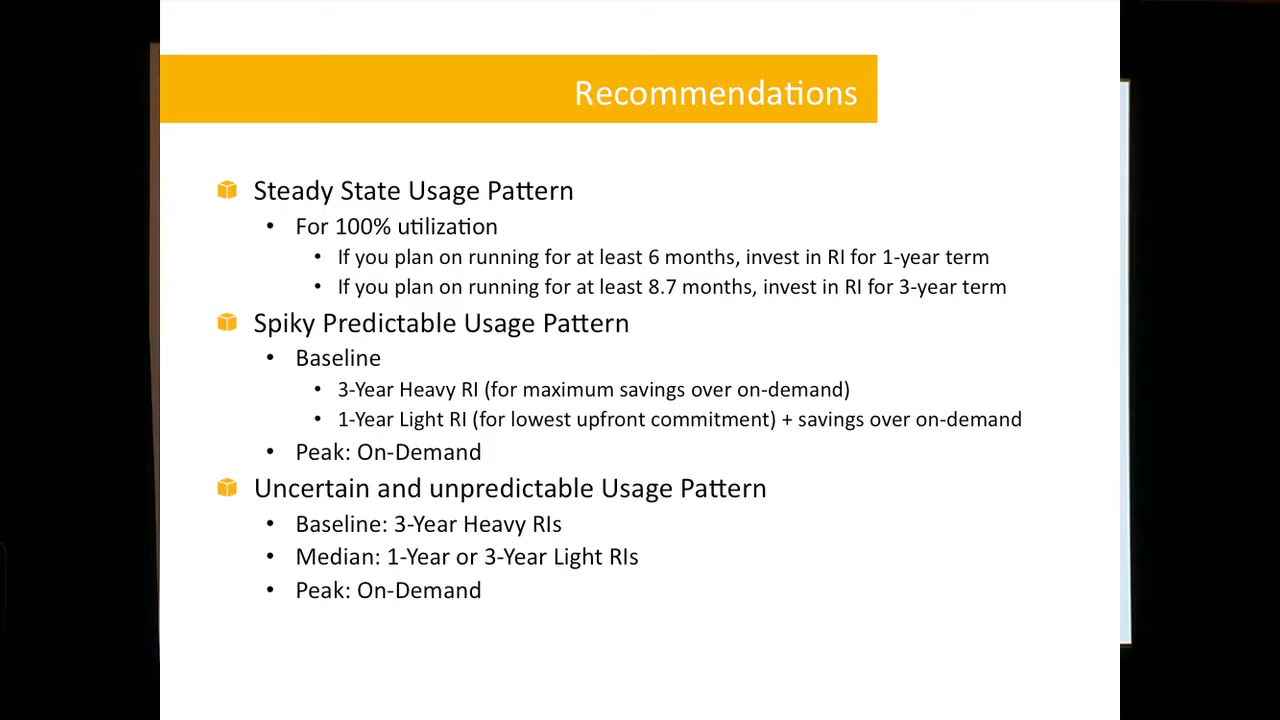 Recommendations
Steady State Usage Pattern
• For 100% utilization
• If you plan on running for at least 6 months, invest in RI for 1-year term
• If you plan on running for at least 8.7 months, invest in RI for 3-year term
Spiky Predictable Usage Pattern
• Baseline
• 3-Year Heavy RI (for maximum savings over on-demand)
• 1-Year Light RI (for lowest upfront commitment) + savings over on-demand
• Peak: On-Demand
Uncertain and unpredictable Usage Pattern
• Baseline: 3-Year Heavy RIs
• Median: 1-Year or 3-Year Light RIs
• Peak: On-Demand